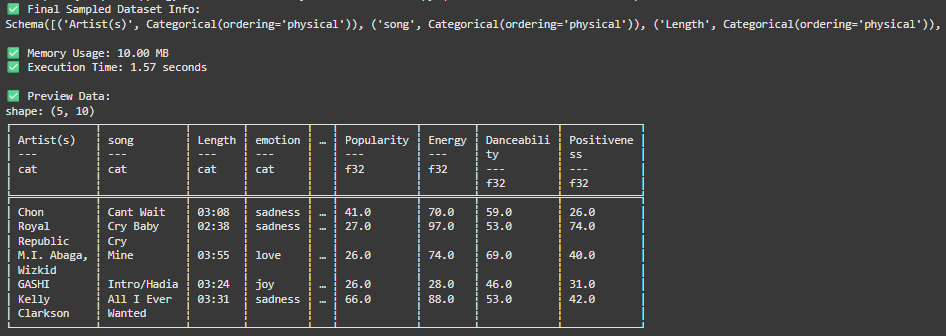 ✅ Final Sampled Dataset Info:
Schema([('Artist(s)', Categorical(ordering='physical')), ('song', Categorical(ordering='physical')), ('Length', Categorical(ordering='physical')),
✅ Memory Usage: 10.00 MB
✅ Execution Time: 1.57 seconds
✅ Preview Data:
shape: (5, 10)
Artist(s) song Length emotion … Popularity Energy Danceabili Positivene
--- --- --- --- --- --- ty ss
cat cat cat cat f32 f32 --- ---
f32 f32
Chon Cant Wait 03:08 sadness … 41.0 70.0 59.0 26.0
Royal Cry Baby 02:38 sadness … 27.0 97.0 53.0 74.0
Republic Cry
M.I. Abaga, Mine 03:55 love … 26.0 74.0 69.0 40.0
Wizkid
GASHI Intro/Hadia 03:24 joy … 26.0 28.0 46.0 31.0
Kelly All I Ever 03:31 sadness … 66.0 88.0 53.0 42.0
Clarkson Wanted